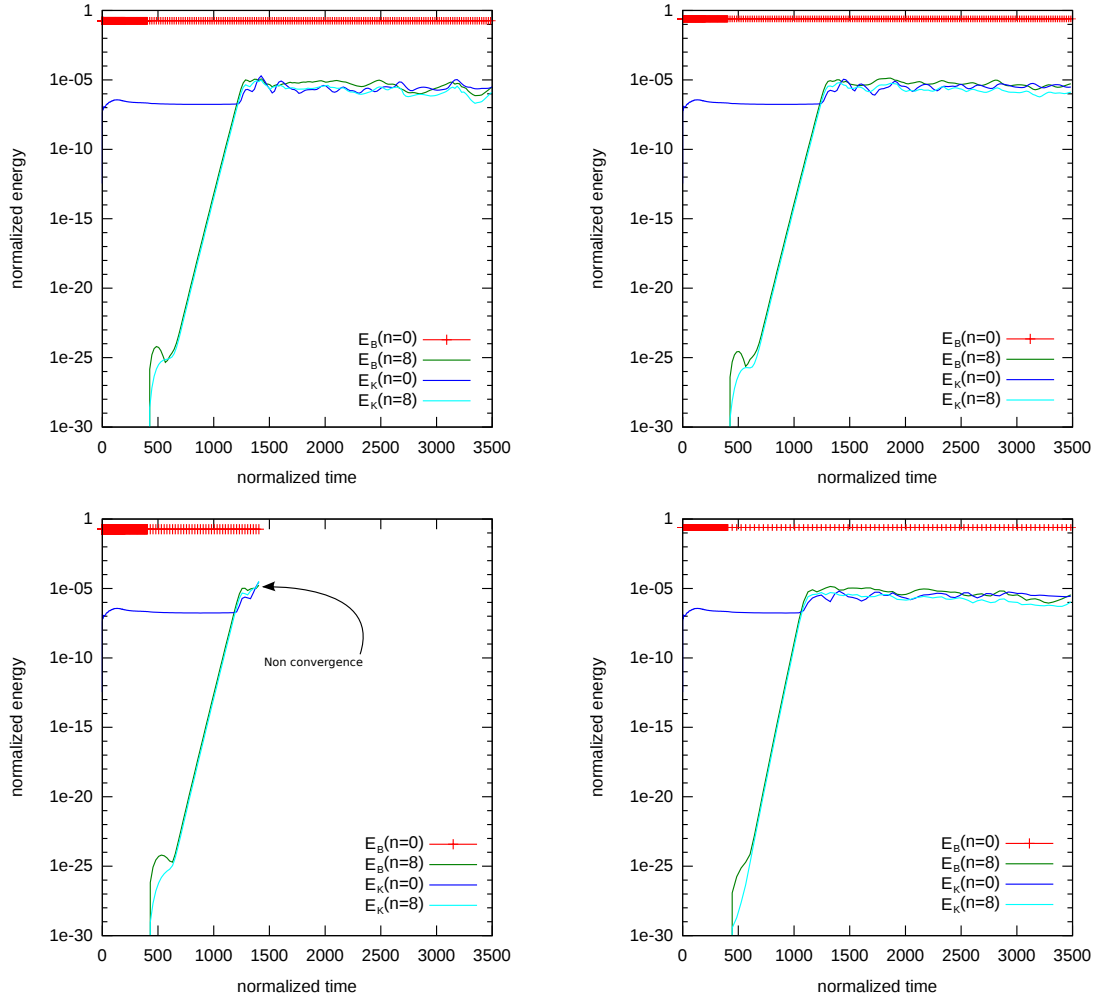 1
1e-05
1e-10
1e-15
1e-20
1e-25
1e-30
0 500 1000 1500 2000 2500 3000 3500
normalized energy
normalized time
E_B(n=0)
E_B(n=8)
E_K(n=0)
E_K(n=8)
1
1e-05
1e-10
1e-15
1e-20
1e-25
1e-30
0 500 1000 1500 2000 2500 3000 3500
normalized energy
normalized time
E_B(n=0)
E_B(n=8)
E_K(n=0)
E_K(n=8)
1
1e-05
1e-10
1e-15
1e-20
1e-25
1e-30
0 500 1000 1500 2000 2500 3000 3500
normalized energy
normalized time
Non convergence
E_B(n=0)
E_B(n=8)
E_K(n=0)
E_K(n=8)
1
1e-05
1e-10
1e-15
1e-20
1e-25
1e-30
0 500 1000 1500 2000 2500 3000 3500
normalized energy
normalized time
E_B(n=0)
E_B(n=8)
E_K(n=0)
E_K(n=8)